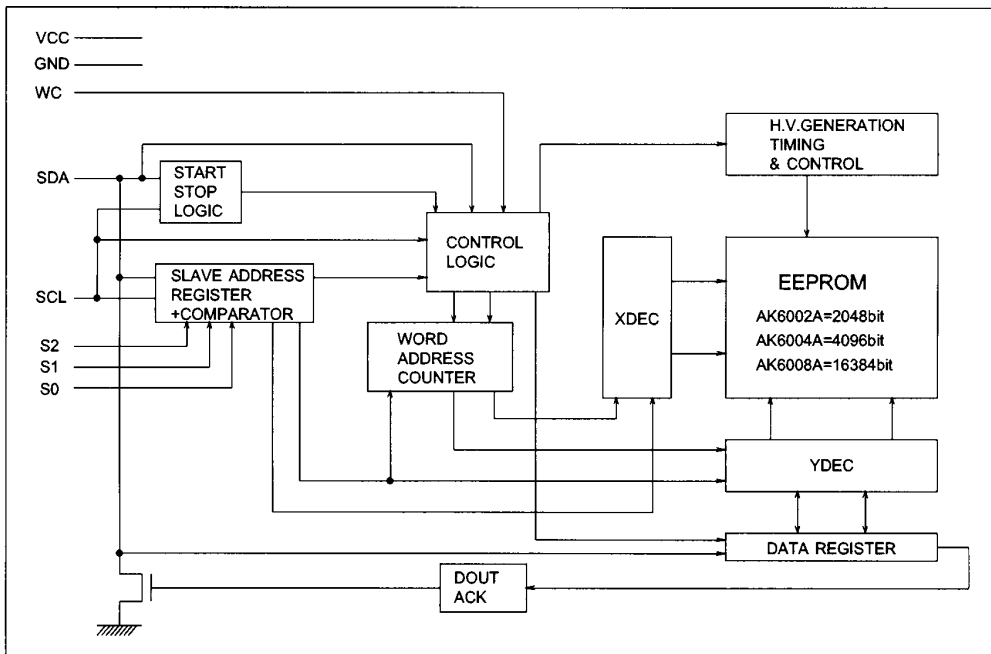 VCC
GND
WC
SDA
SCL
S2
S1
S0
START
STOP
LOGIC
SLAVE ADDRESS
REGISTER
+COMPARATOR
CONTROL
LOGIC
WORD
ADDRESS
COUNTER
XDEC
H.V.GENERATION
TIMING
& CONTROL
EEPROM
AK6002A=2048bit
AK6004A=4096bit
AK6008A=16384bit
YDEC
DATA REGISTER
DOUT
ACK